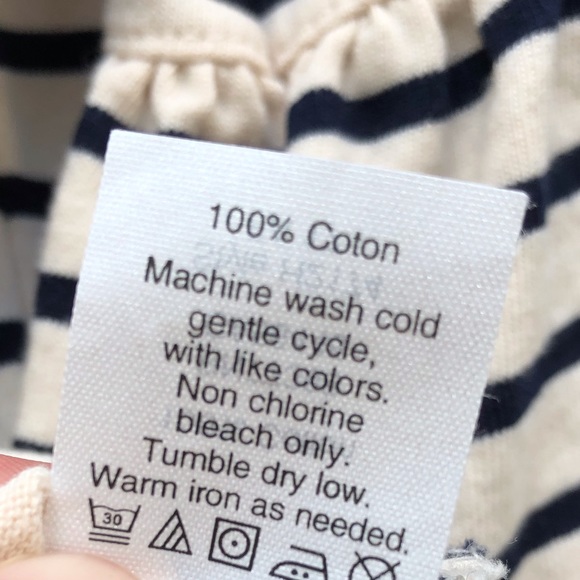 100% Coton
Machine wash cold
gentle cycle,
with like colors.
Non chlorine
bleach only.
Tumble dry low.
Warm iron as needed.
30